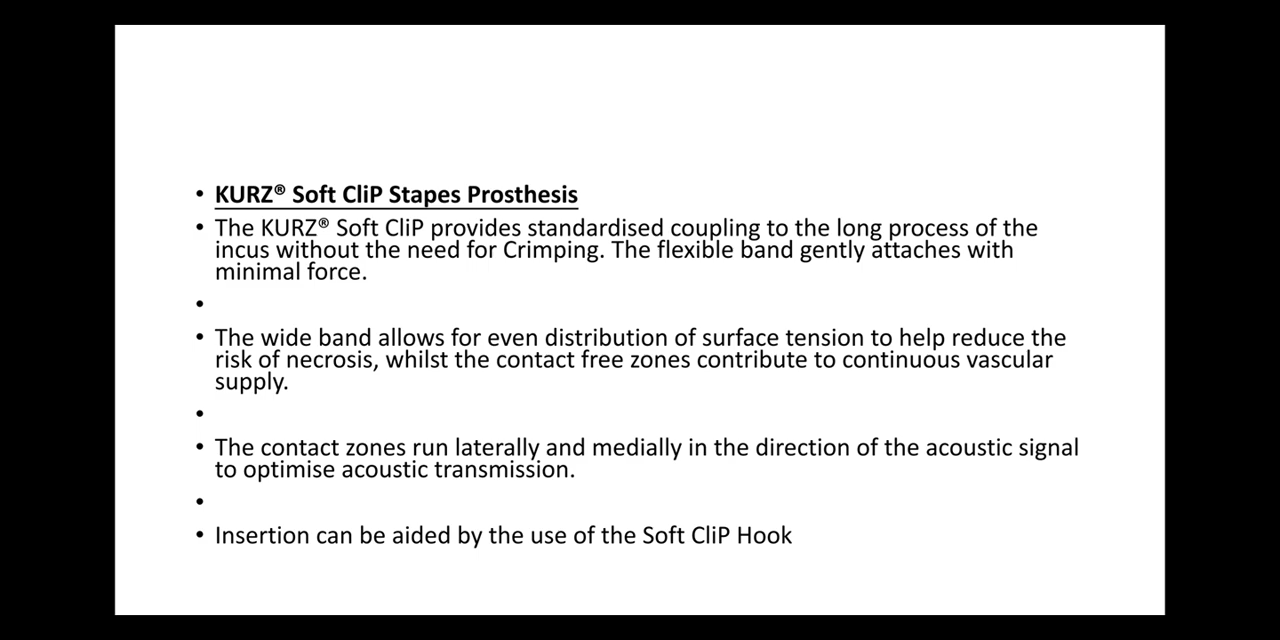 • KURZ® Soft CliP Stapes Prosthesis
• The KURZ® Soft CliP provides standardised coupling to the long process of the
incus without the need for Crimping. The flexible band gently attaches with
minimal force.
•
• The wide band allows for even distribution of surface tension to help reduce the
risk of necrosis, whilst the contact free zones contribute to continuous vascular
supply.
•
• The contact zones run laterally and medially in the direction of the acoustic signal
to optimise acoustic transmission.
•
• Insertion can be aided by the use of the Soft CliP Hook